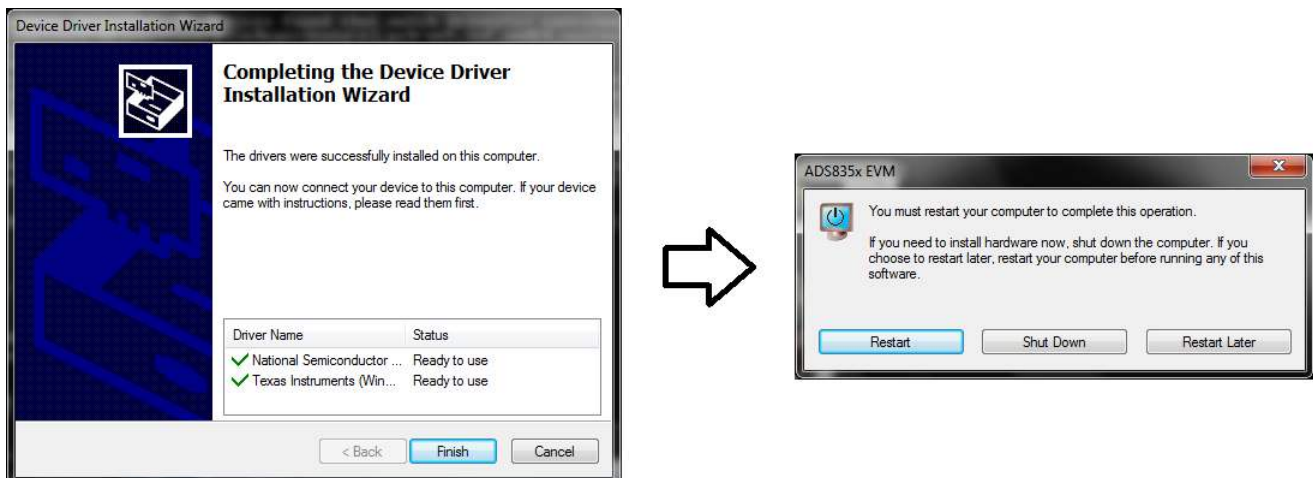 Device Driver Installation Wizard
Completing the Device Driver
Installation Wizard
The drivers were successfully installed on this computer.
You can now connect your device to this computer. If your device
came with instructions, please read them first.
Driver Name Status
National Semiconductor ... Ready to use
Texas Instruments (Win... Ready to use
< Back Finish Cancel
ADS835x EVM
You must restart your computer to complete this operation.
If you need to install hardware now, shut down the computer. If you
choose to restart later, restart your computer before running any of this
software.
Restart Shut Down Restart Later